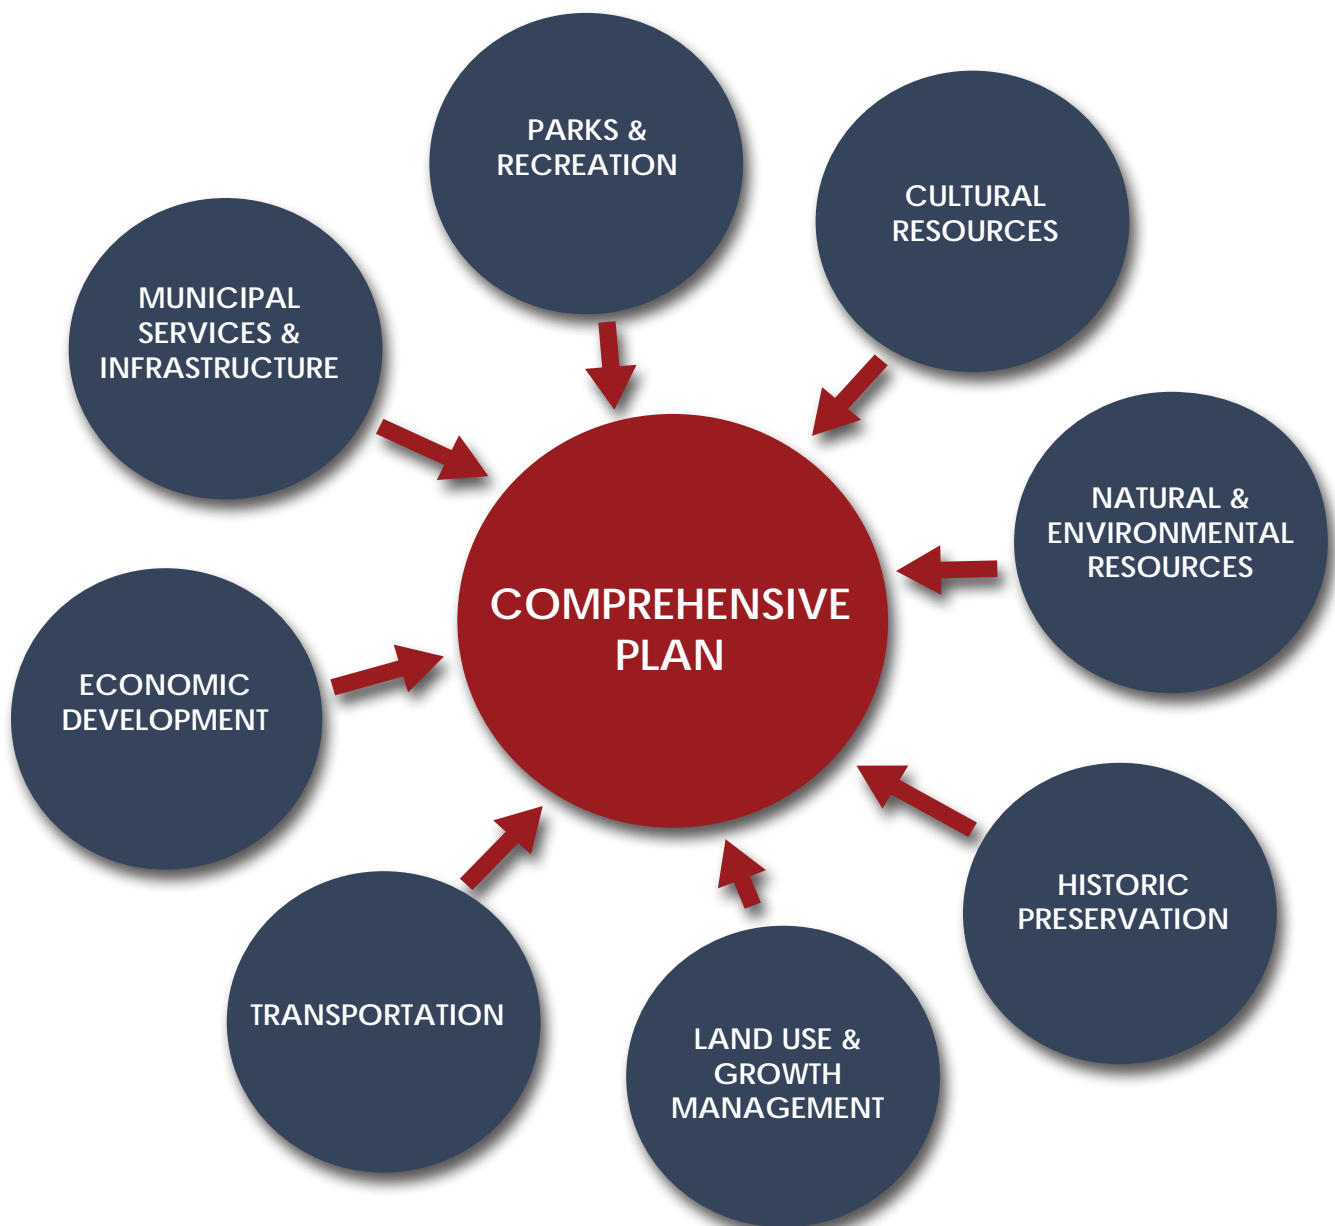 PARKS &
RECREATION
CULTURAL
RESOURCES
MUNICIPAL
SERVICES &
INFRASTRUCTURE
NATURAL &
ENVIRONMENTAL
RESOURCES
COMPREHENSIVE
PLAN
ECONOMIC
DEVELOPMENT
HISTORIC
PRESERVATION
TRANSPORTATION
LAND USE &
GROWTH
MANAGEMENT